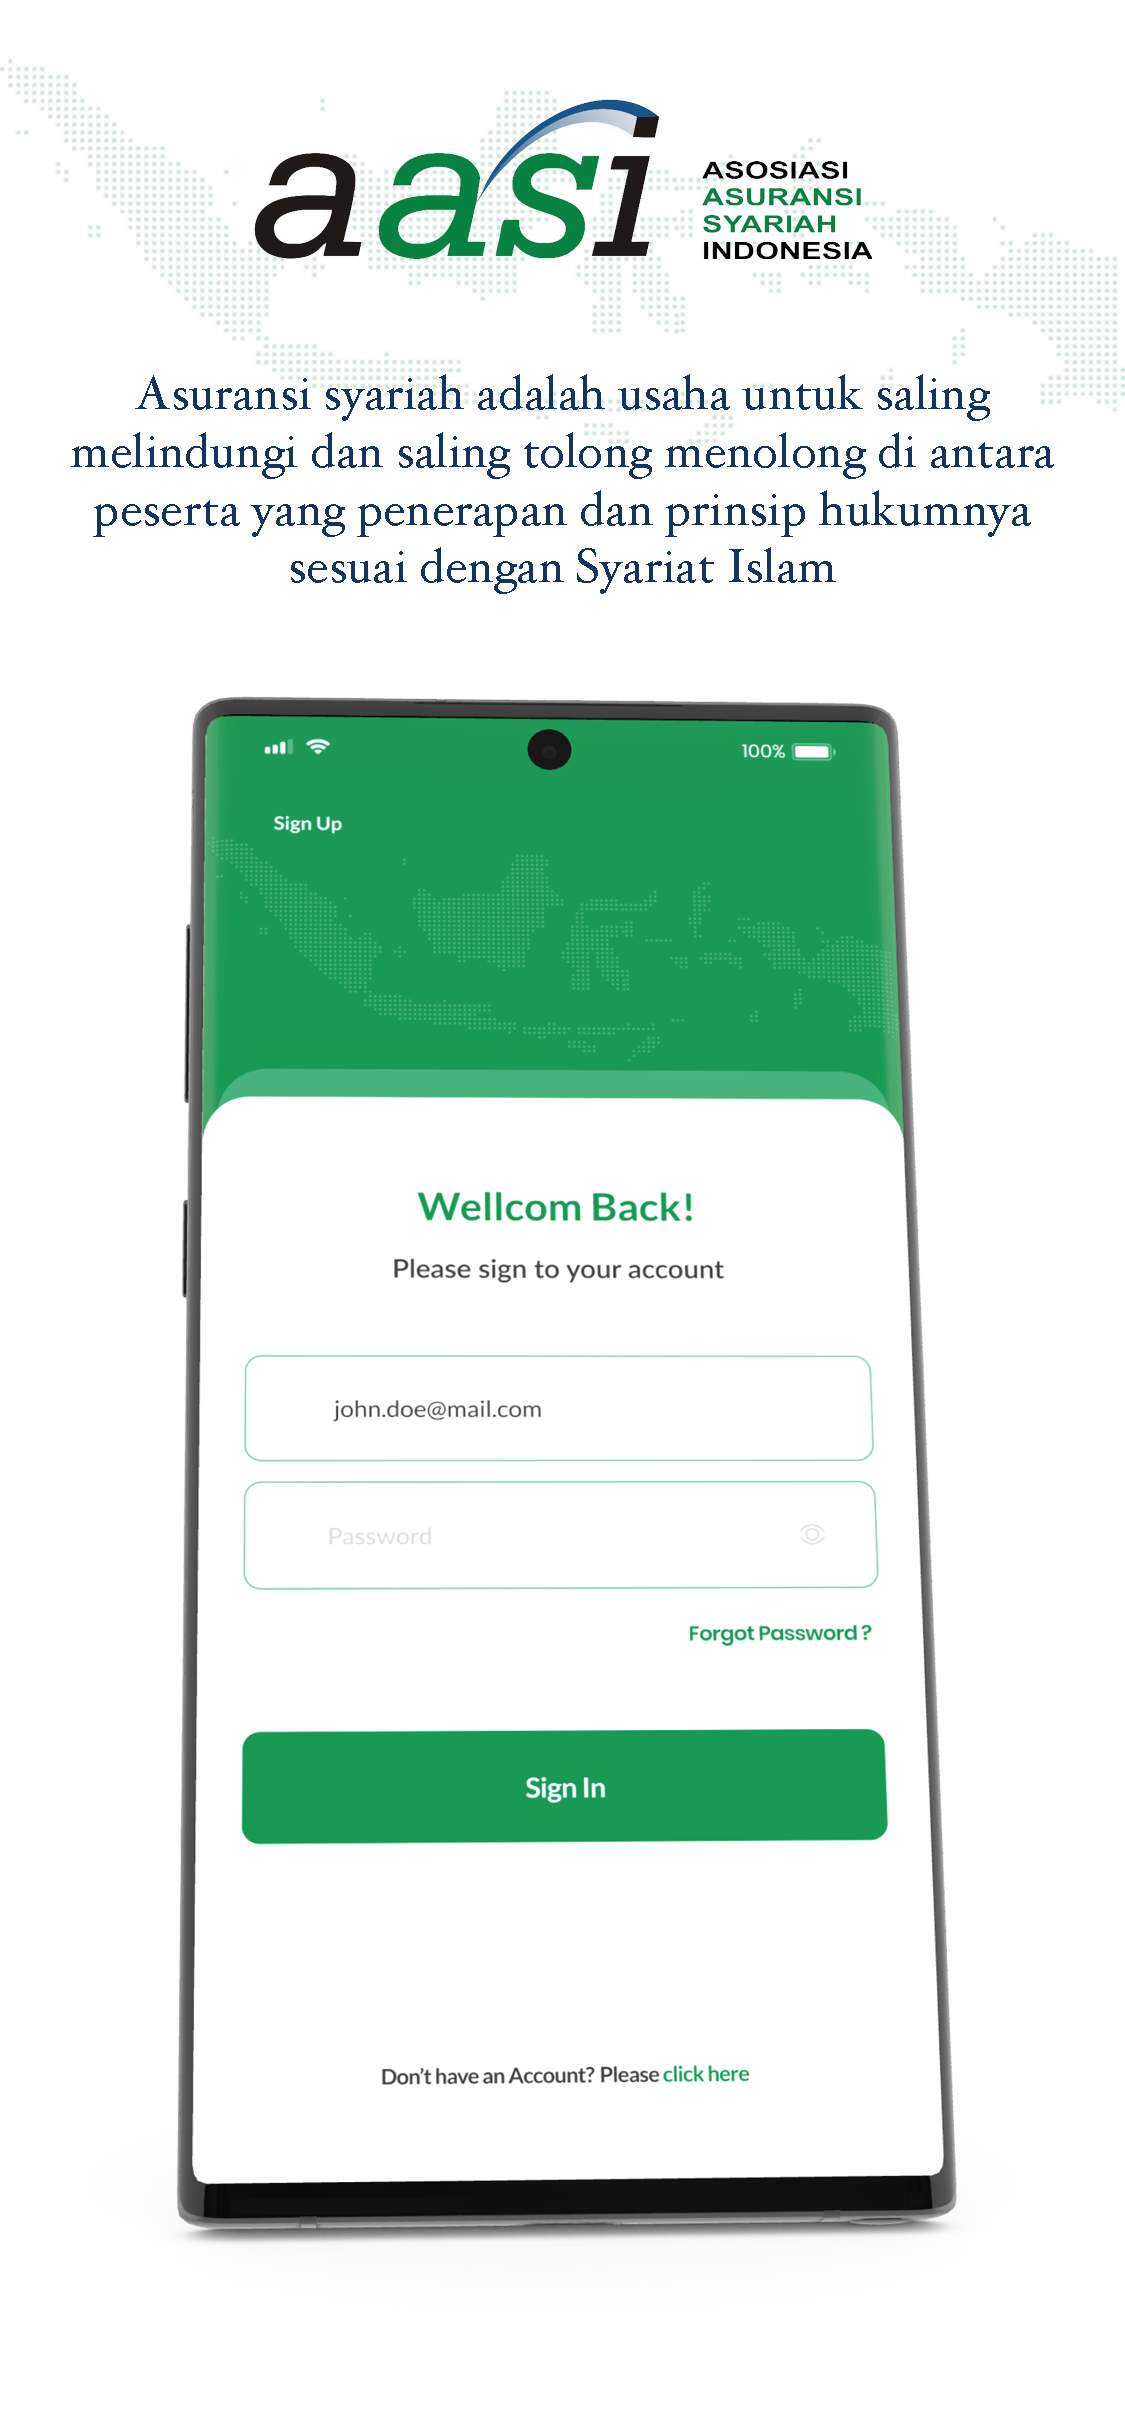 aasi
ASOSIASI
ASURANSI
SYARIAH
INDONESIA
Asuransi syariah adalah usaha untuk saling
melindungi dan saling tolong menolong di antara
peserta yang penerapan dan prinsip hukumnya
sesuai dengan Syariat Islam
100%
Sign Up
Wellcom Back!
Please sign to your account
john.doe@mail.com
Password
Forgot Password ?
Sign In
Don't have an Account? Please click here